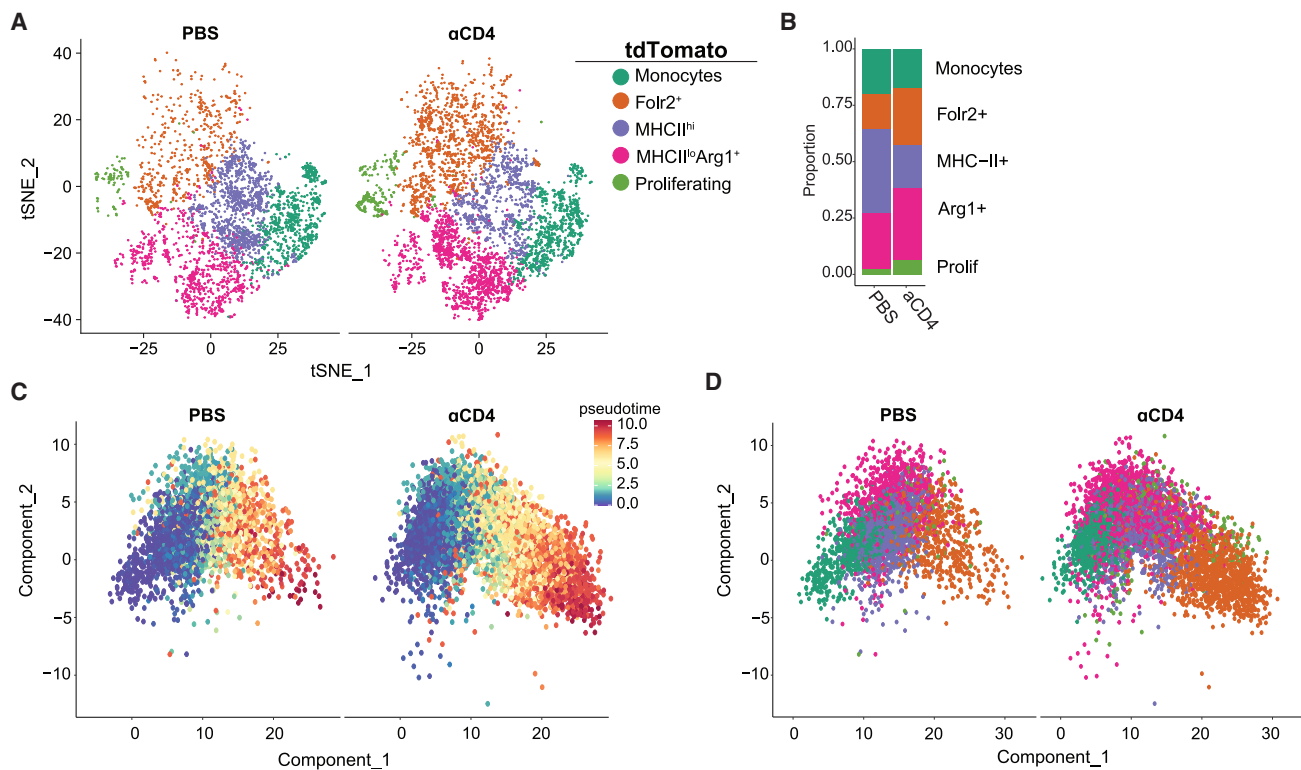 A
PBS
αCD4
tdTomato
Monocytes
Folr2⁺
MHCIIʰⁱ
MHCIIˡᵒArg1⁺
Proliferating
40
20
0
−20
−40
tSNE_2
−25
0
25
−25
0
25
tSNE_1
B
1.00
0.75
0.50
0.25
0.00
Proportion
Monocytes
Folr2+
MHC−II+
Arg1+
Prolif
PBS
aCD4
C
PBS
αCD4
pseudotime
10.0
7.5
5.0
2.5
0.0
10
5
0
−5
−10
Component_2
0
10
20
0
10
20
Component_1
D
PBS
αCD4
10
5
0
−5
−10
Component_2
0
10
20
30
0
10
20
30
Component_1